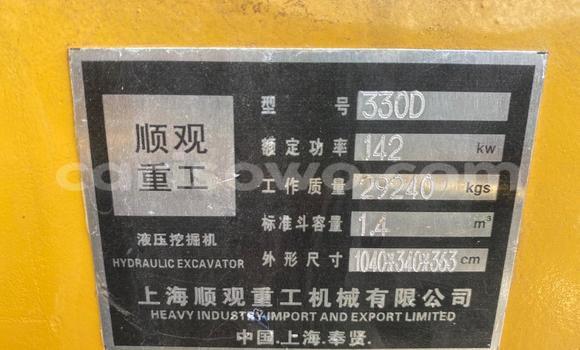 型 号 330D
顺观
重工
额定功率 142 kw
工作质量 29240 kgs
标准斗容量 1.4 m³
液压挖掘机
HYDRAULIC EXCAVATOR
外形尺寸 1040*340*363 cm
上海顺观重工机械有限公司
HEAVY INDUSTRY IMPORT AND EXPORT LIMITED
中国.上海.奉贤.